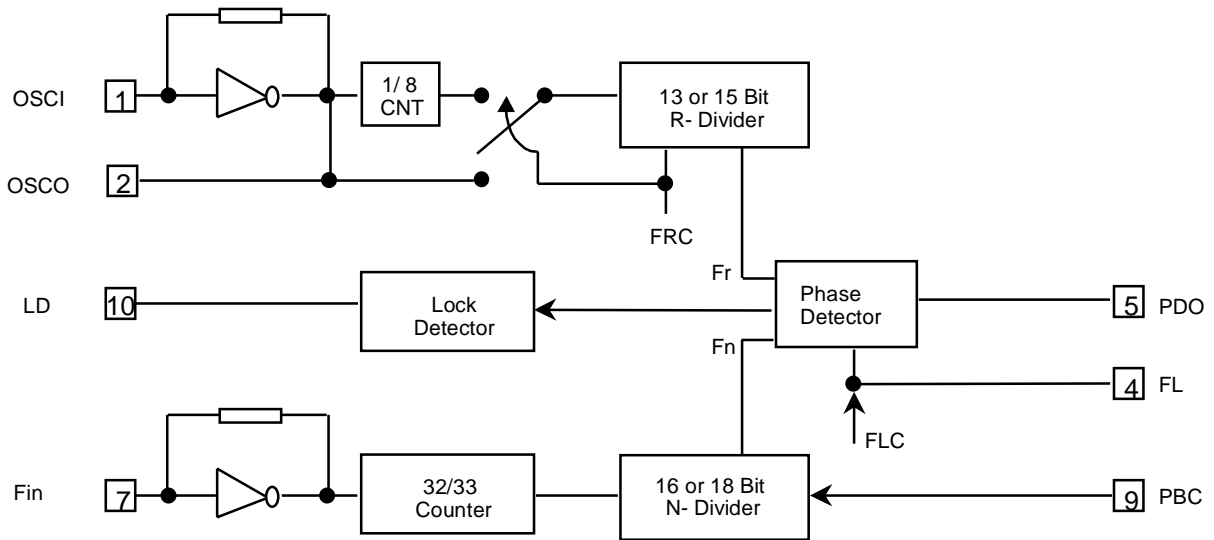 OSCI
1
1/ 8
CNT
13 or 15 Bit
R- Divider
OSCO
2
FRC
Fr
LD
10
Lock
Detector
Phase
Detector
5
PDO
Fn
4
FL
FLC
Fin
7
32/33
Counter
16 or 18 Bit
N- Divider
9
PBC